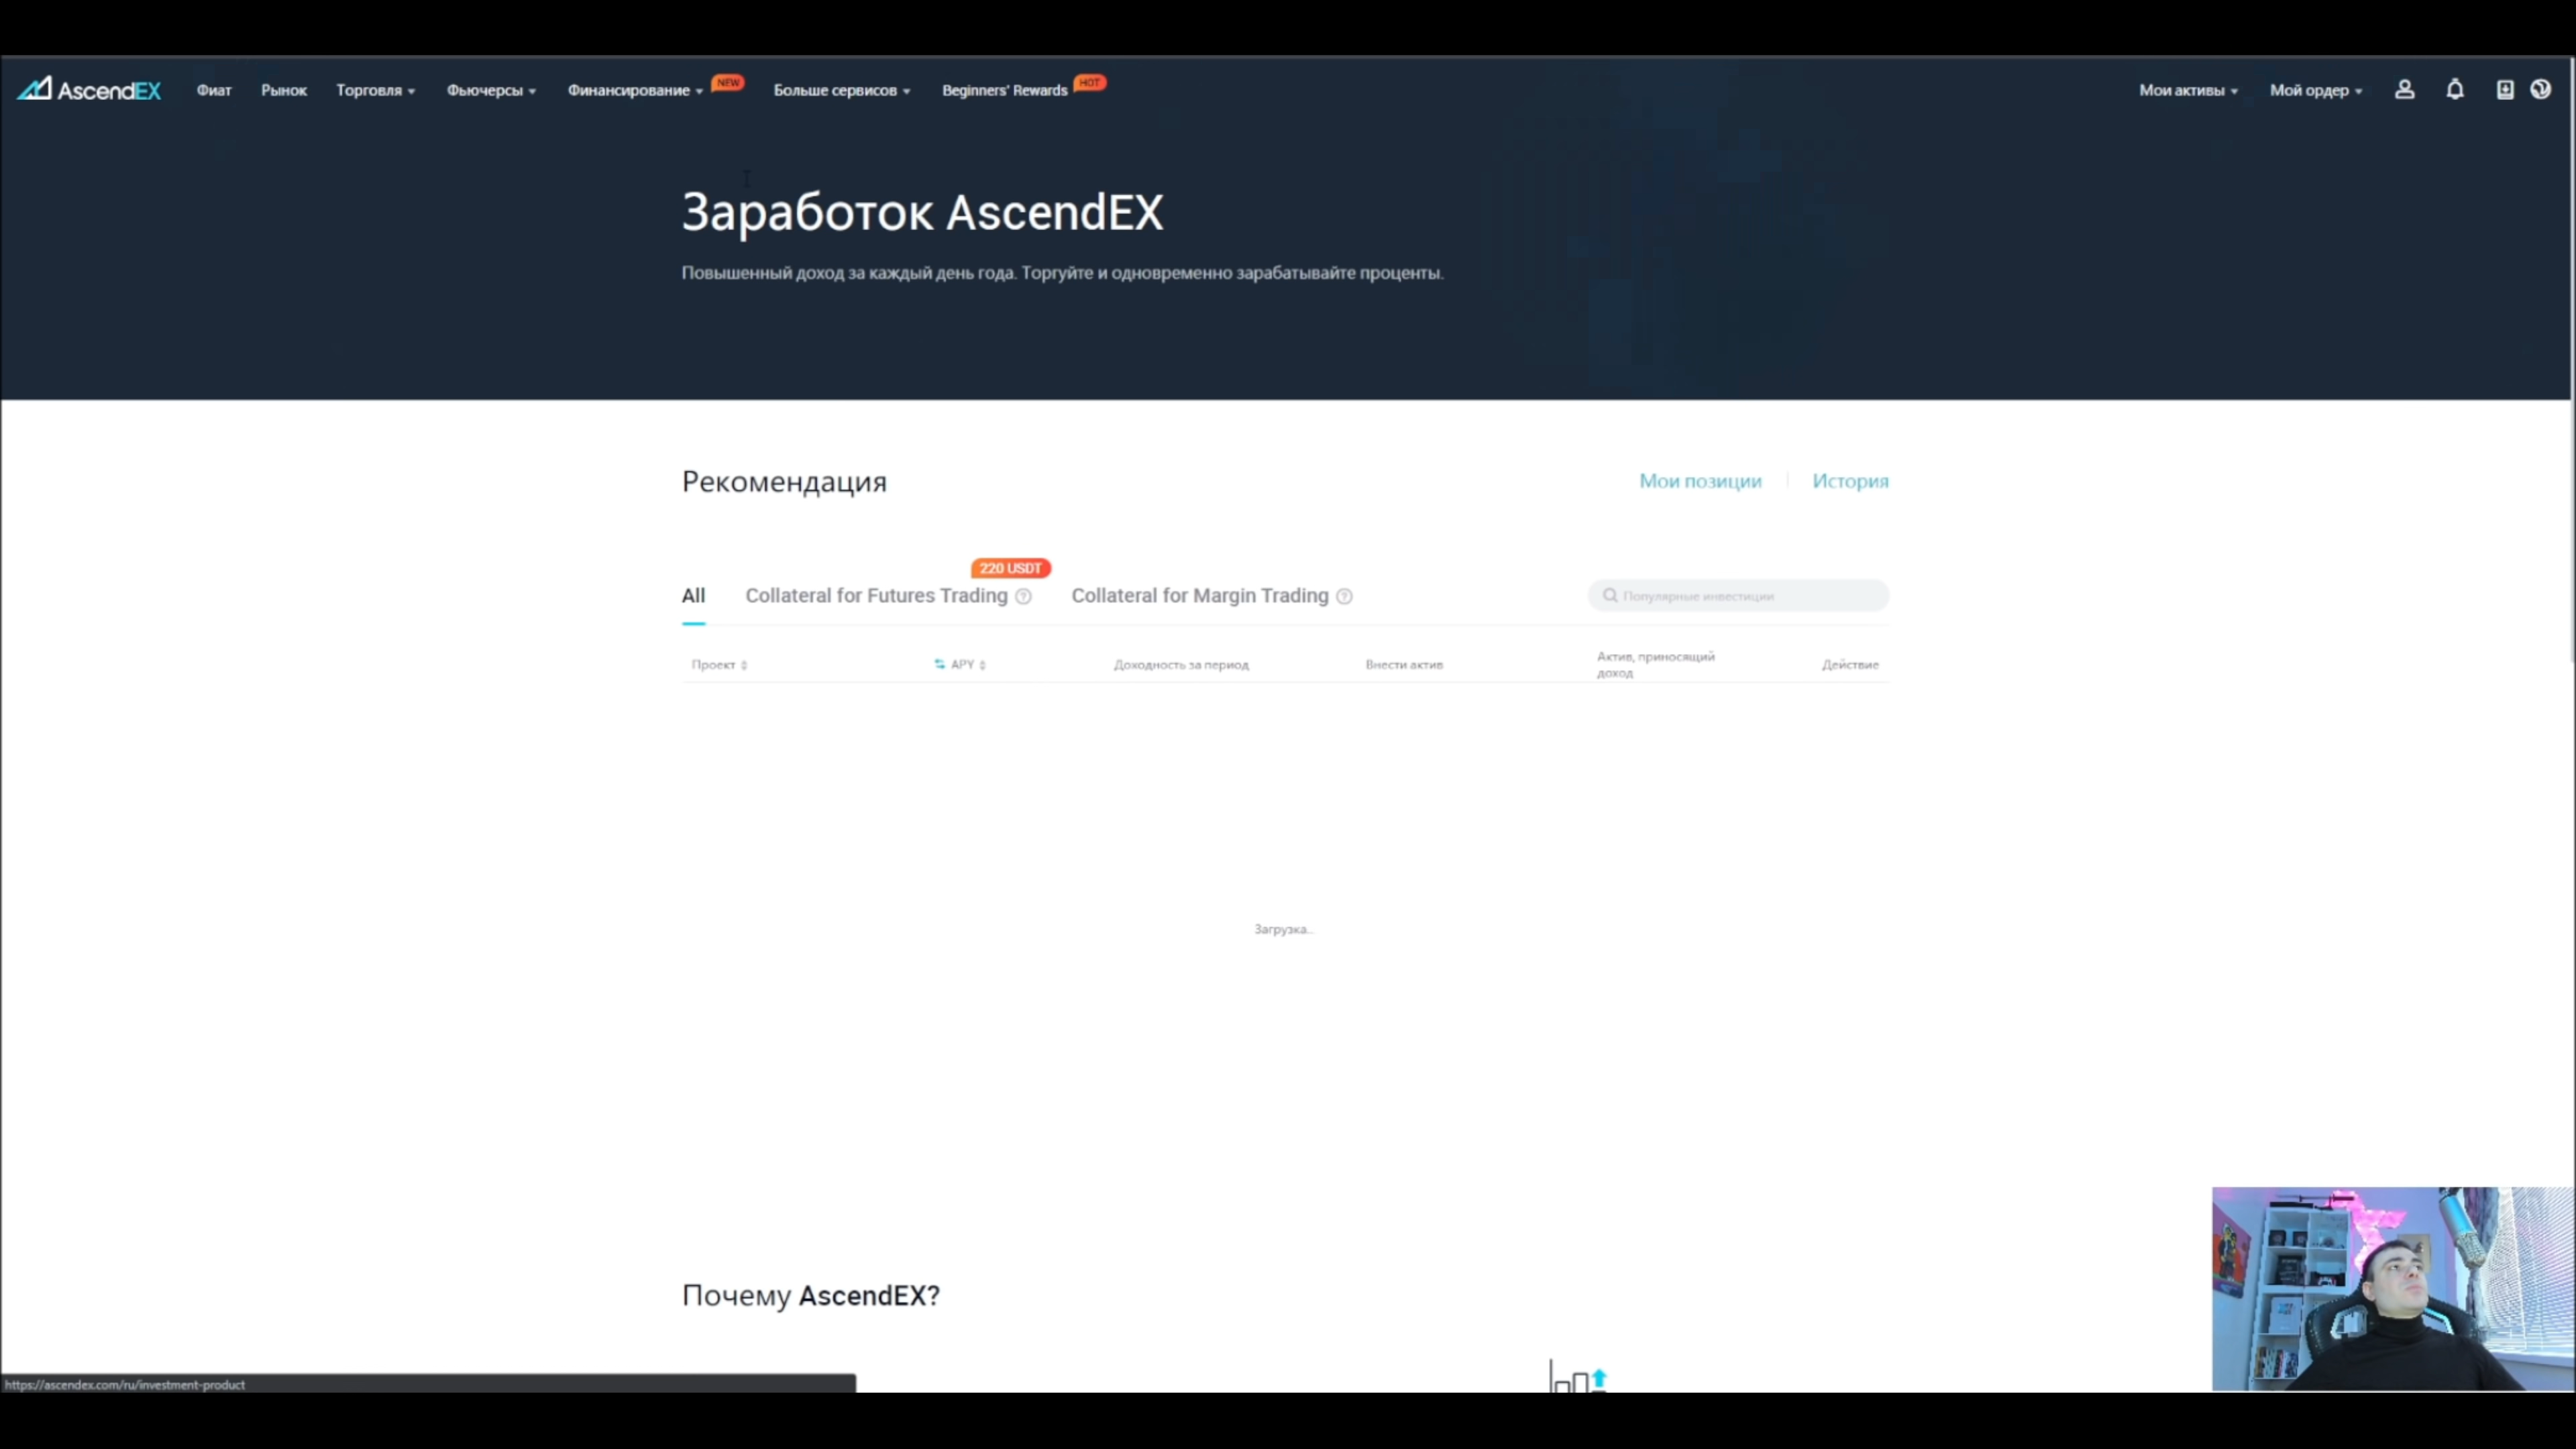 AscendEX Фиат Рынок Торговля Фьючерсы Финансирование NEW Больше сервисов Beginners' Rewards HOT Мои активы Мой ордер
Заработок AscendEX
Повышенный доход за каждый день года. Торгуйте и одновременно зарабатывайте проценты.
Рекомендация Мои позиции История
220 USDT
All Collateral for Futures Trading Collateral for Margin Trading Популярные инвестиции
Проект APY Доходность за период Внести актив Актив, приносящий доход Действие
Загрузка...
Почему AscendEX?
https://ascendex.com/ru/investment-product